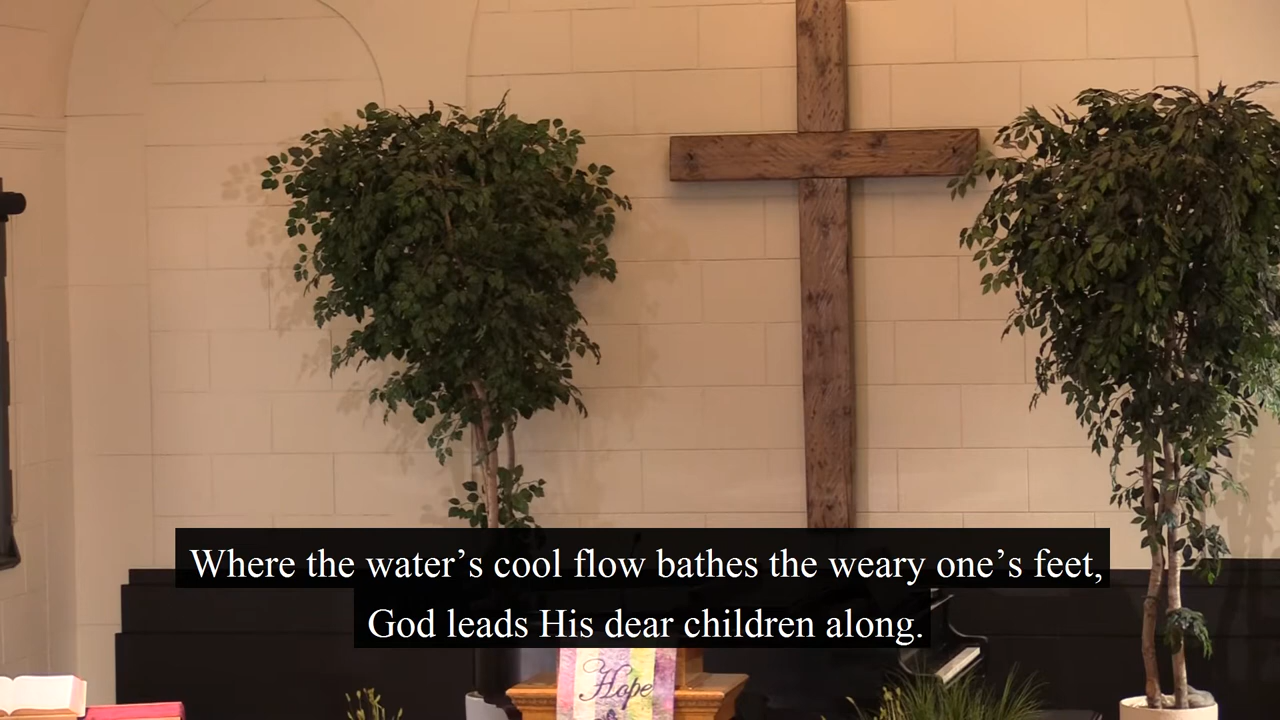 Where the water’s cool flow bathes the weary one’s feet,
God leads His dear children along.
Hope